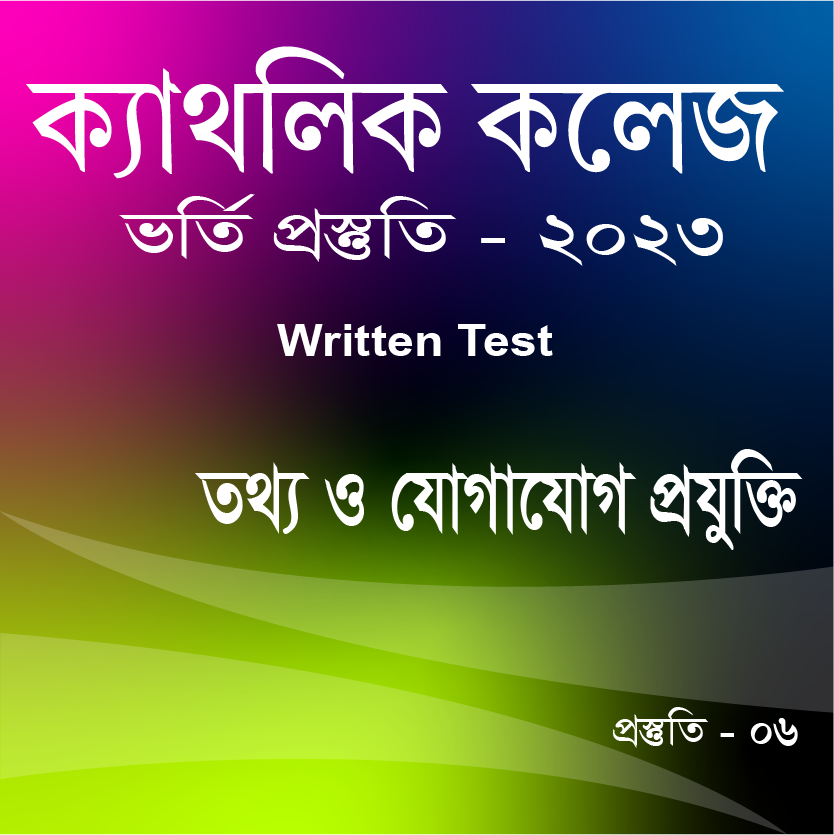 ক্যাথলিক কলেজ
ভর্তি প্রস্তুতি - ২০২৩
Written Test
তথ্য ও যোগাযোগ প্রযুক্তি
প্রস্তুতি - ০৬